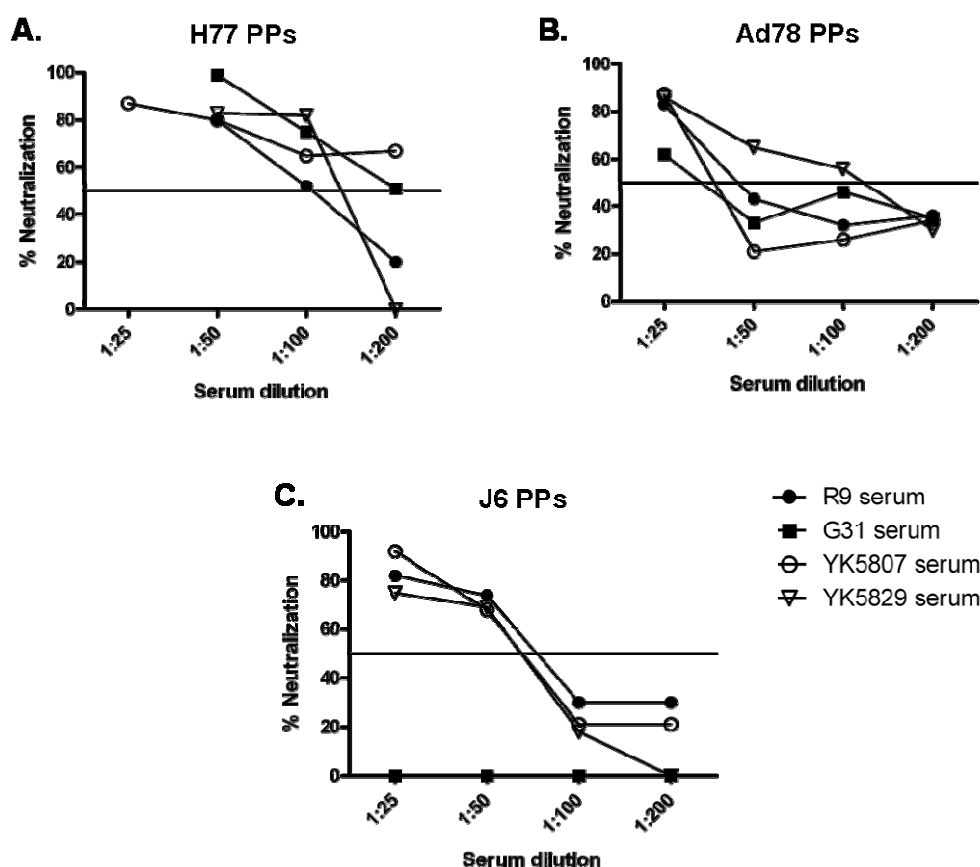 A.
H77 PPs
% Neutralization
100
80
60
40
20
0
1:25
1:50
1:100
1:200
Serum dilution
B.
Ad78 PPs
% Neutralization
100
80
60
40
20
0
1:25
1:50
1:100
1:200
Serum dilution
C.
J6 PPs
% Neutralization
100
80
60
40
20
0
1:25
1:50
1:100
1:200
Serum dilution
R9 serum
G31 serum
YK5807 serum
YK5829 serum